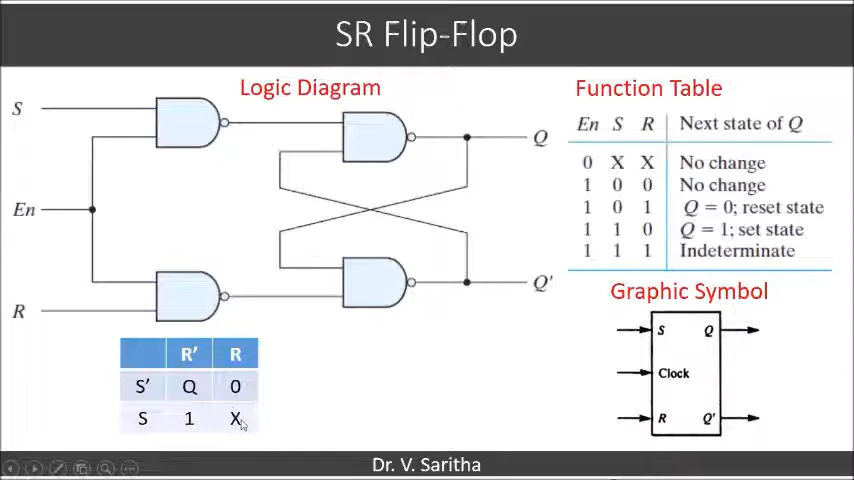 SR Flip-Flop
Logic Diagram
S
En
R
Q
Q'
Function Table
En S R Next state of Q
0 X X No change
1 0 0 No change
1 0 1 Q = 0; reset state
1 1 0 Q = 1; set state
1 1 1 Indeterminate
Graphic Symbol
S Q
Clock
R Q'
R’ R
S’ Q 0
S 1 X
Dr. V. Saritha